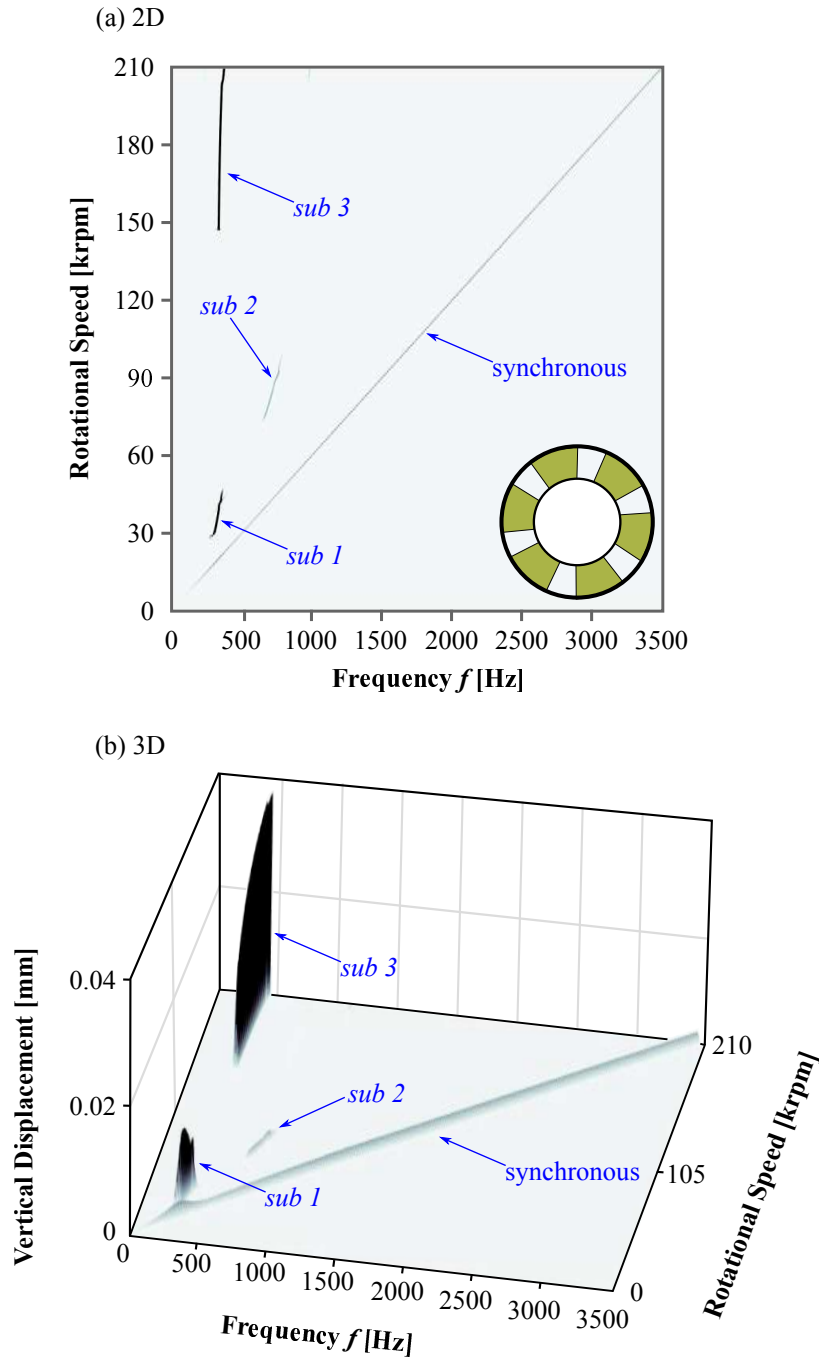 (a) 2D
210
180
150
120
90
60
30
0
Rotational Speed [krpm]
sub 3
sub 2
synchronous
sub 1
0 500 1000 1500 2000 2500 3000 3500
Frequency f [Hz]
(b) 3D
0.04
0.02
0
Vertical Displacement [mm]
sub 3
sub 2
sub 1
synchronous
210
105
0
Rotational Speed [krpm]
0 500 1000 1500 2000 2500 3000 3500
Frequency f [Hz]